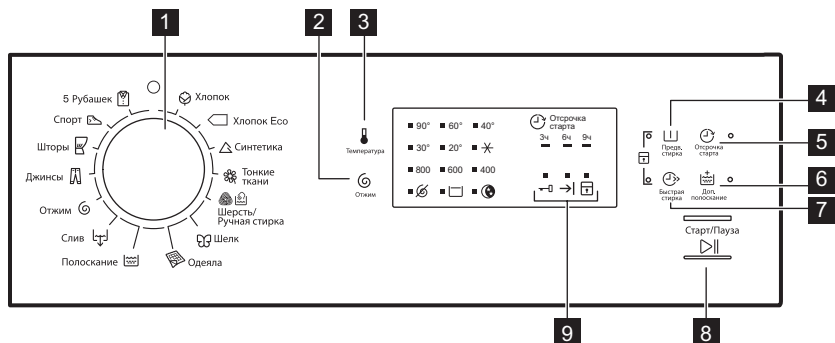 1
2
3
4
5
6
7
8
9
5 Рубашек
Спорт
Шторы
Джинсы
Отжим
Слив
Полоскание
Хлопок
Хлопок Eco
Синтетика
Тонкие
ткани
Шерсть/
Ручная стирка
Шелк
Одеяла
Температура
Отжим
90° 60° 40°
30° 20°
800 600 400
Отсрочка
старта
3ч 6ч 9ч
Предв.
стирка
Отсрочка
старта
Быстрая
стирка
Доп.
полоскание
Старт/Пауза